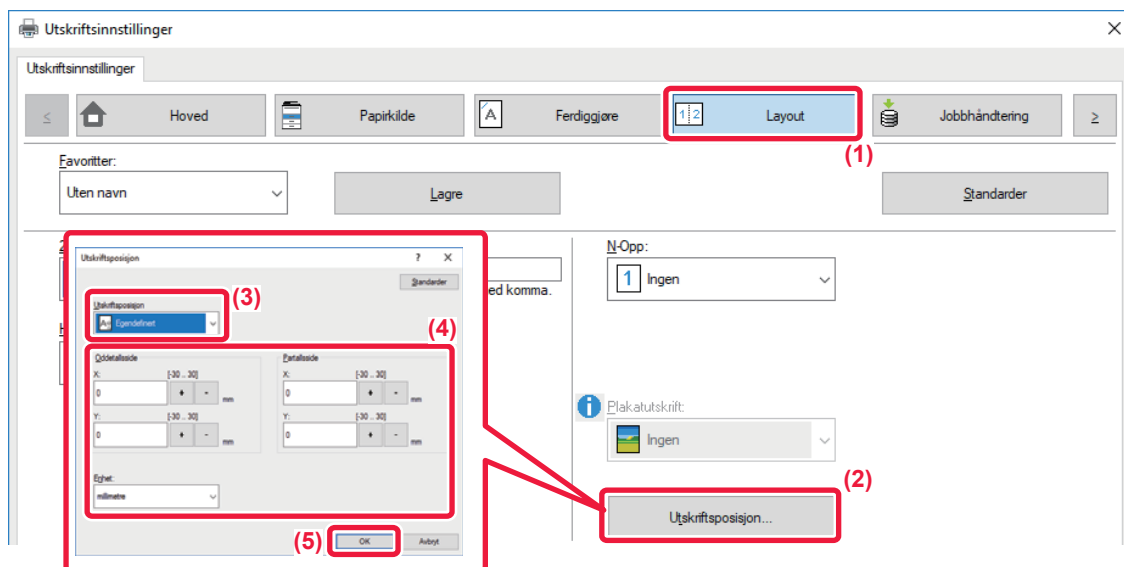 Utskriftsinnstillinger
Utskriftsinnstillinger
< Hoved Papirkilde Ferdiggjøre Layout Jobbhåndtering >
(1)
Favoritter:
Uten navn Lagre Standarder
N-Opp:
1 Ingen
ed komma.
Utskriftsposisjon ? X
Standarder
Utskriftsposisjon (3)
Egendefinert
(4)
Oddetallsside Partallsside
X: [-30 .. 30] X: [-30 .. 30]
0 + - mm 0 + - mm
Y: [-30 .. 30] Y: [-30 .. 30]
0 + - mm 0 + - mm
Enhet:
millimetre
(5) OK Avbryt
Plakatutskrift:
Ingen
(2)
Utskriftsposisjon...